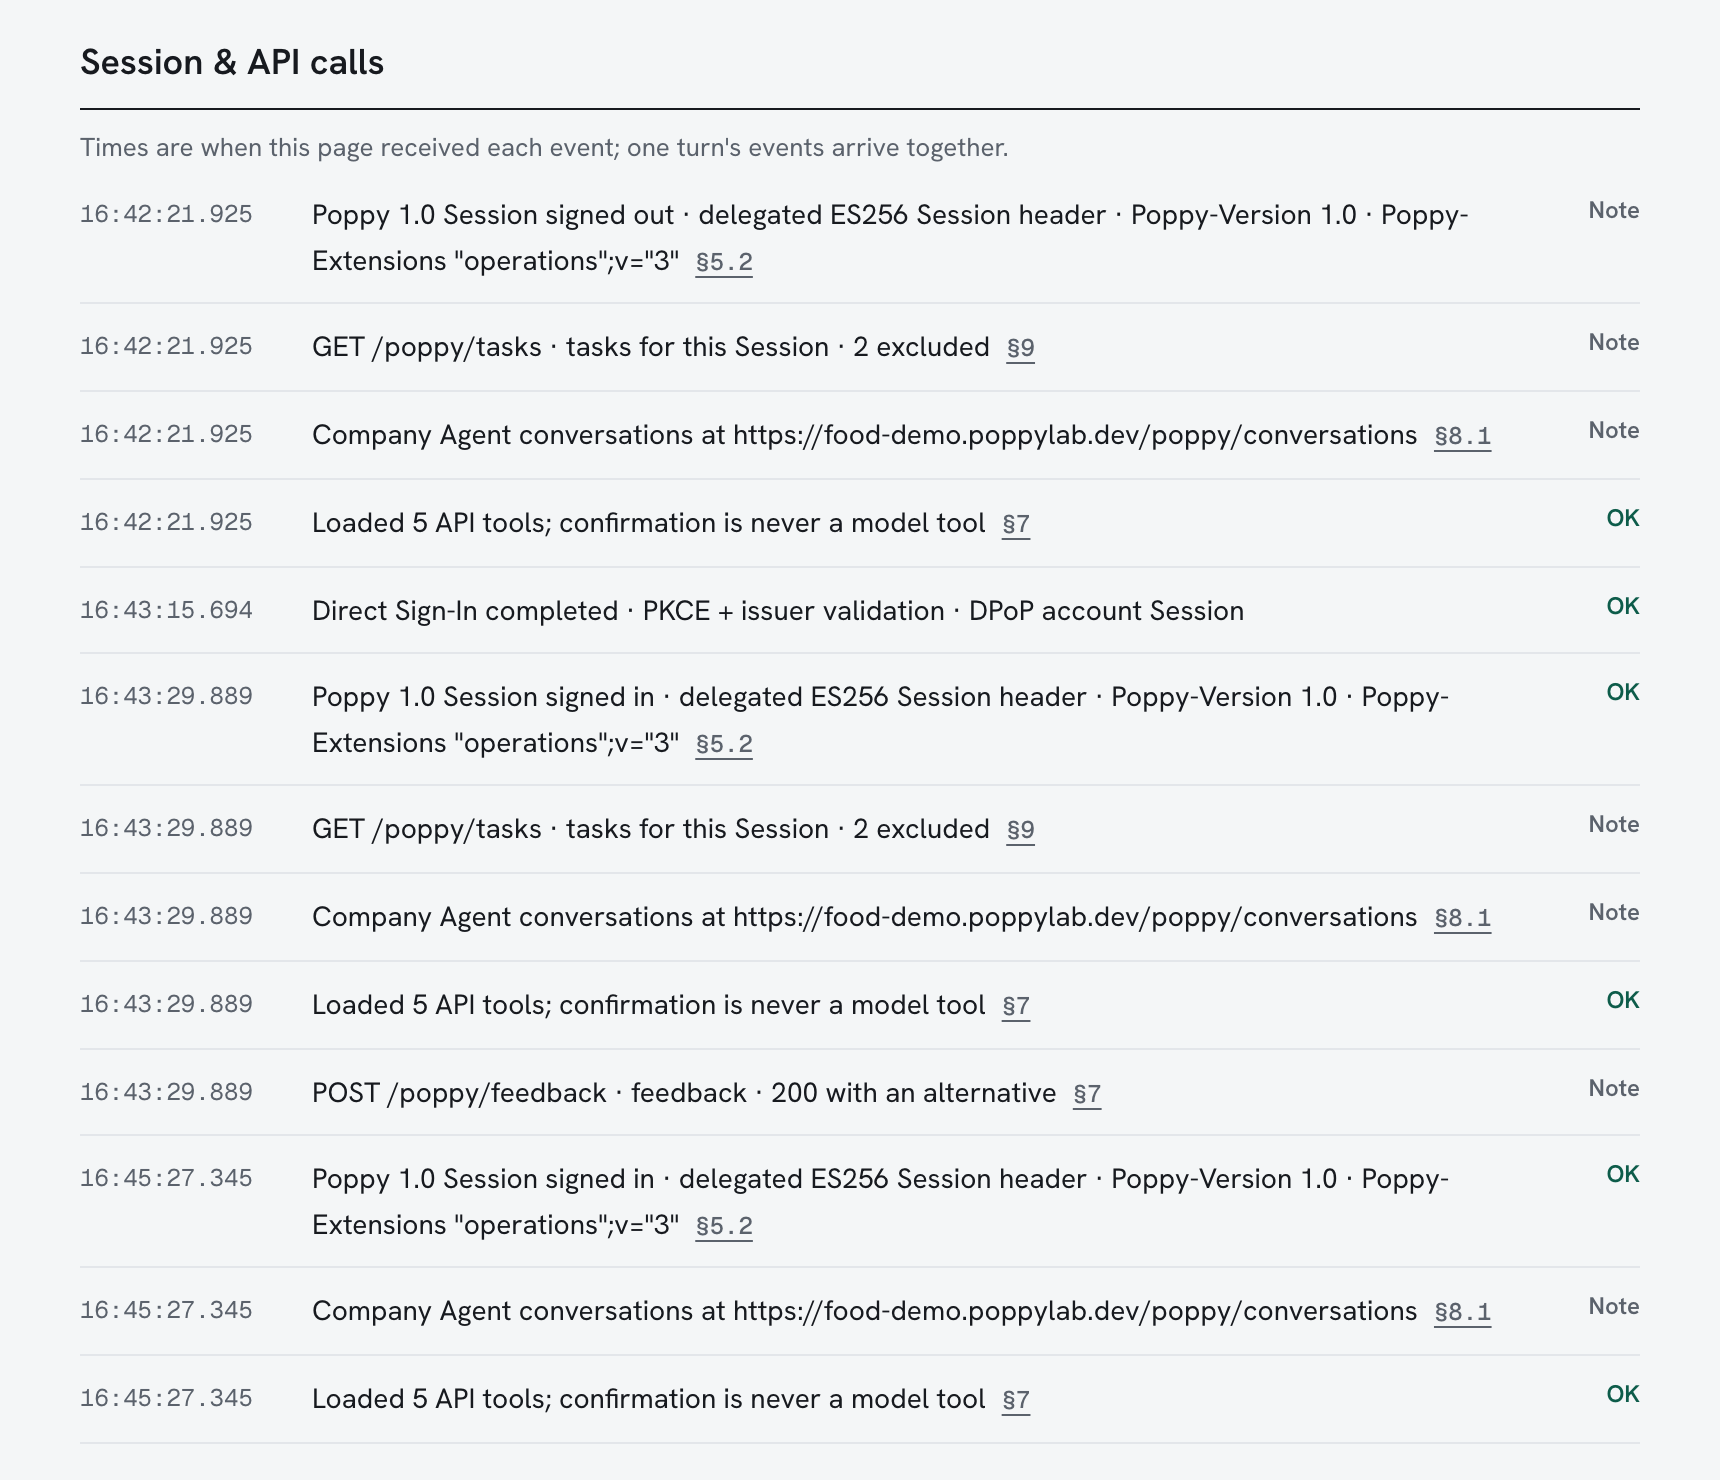 Session & API calls
Times are when this page received each event; one turn's events arrive together.
16:42:21.925 Poppy 1.0 Session signed out · delegated ES256 Session header · Poppy-Version 1.0 · Poppy- Note
Extensions "operations";v="3" §5.2
16:42:21.925 GET /poppy/tasks · tasks for this Session · 2 excluded §9 Note
16:42:21.925 Company Agent conversations at https://food-demo.poppylab.dev/poppy/conversations §8.1 Note
16:42:21.925 Loaded 5 API tools; confirmation is never a model tool §7 OK
16:43:15.694 Direct Sign-In completed · PKCE + issuer validation · DPoP account Session OK
16:43:29.889 Poppy 1.0 Session signed in · delegated ES256 Session header · Poppy-Version 1.0 · Poppy- OK
Extensions "operations";v="3" §5.2
16:43:29.889 GET /poppy/tasks · tasks for this Session · 2 excluded §9 Note
16:43:29.889 Company Agent conversations at https://food-demo.poppylab.dev/poppy/conversations §8.1 Note
16:43:29.889 Loaded 5 API tools; confirmation is never a model tool §7 OK
16:43:29.889 POST /poppy/feedback · feedback · 200 with an alternative §7 Note
16:45:27.345 Poppy 1.0 Session signed in · delegated ES256 Session header · Poppy-Version 1.0 · Poppy- OK
Extensions "operations";v="3" §5.2
16:45:27.345 Company Agent conversations at https://food-demo.poppylab.dev/poppy/conversations §8.1 Note
16:45:27.345 Loaded 5 API tools; confirmation is never a model tool §7 OK